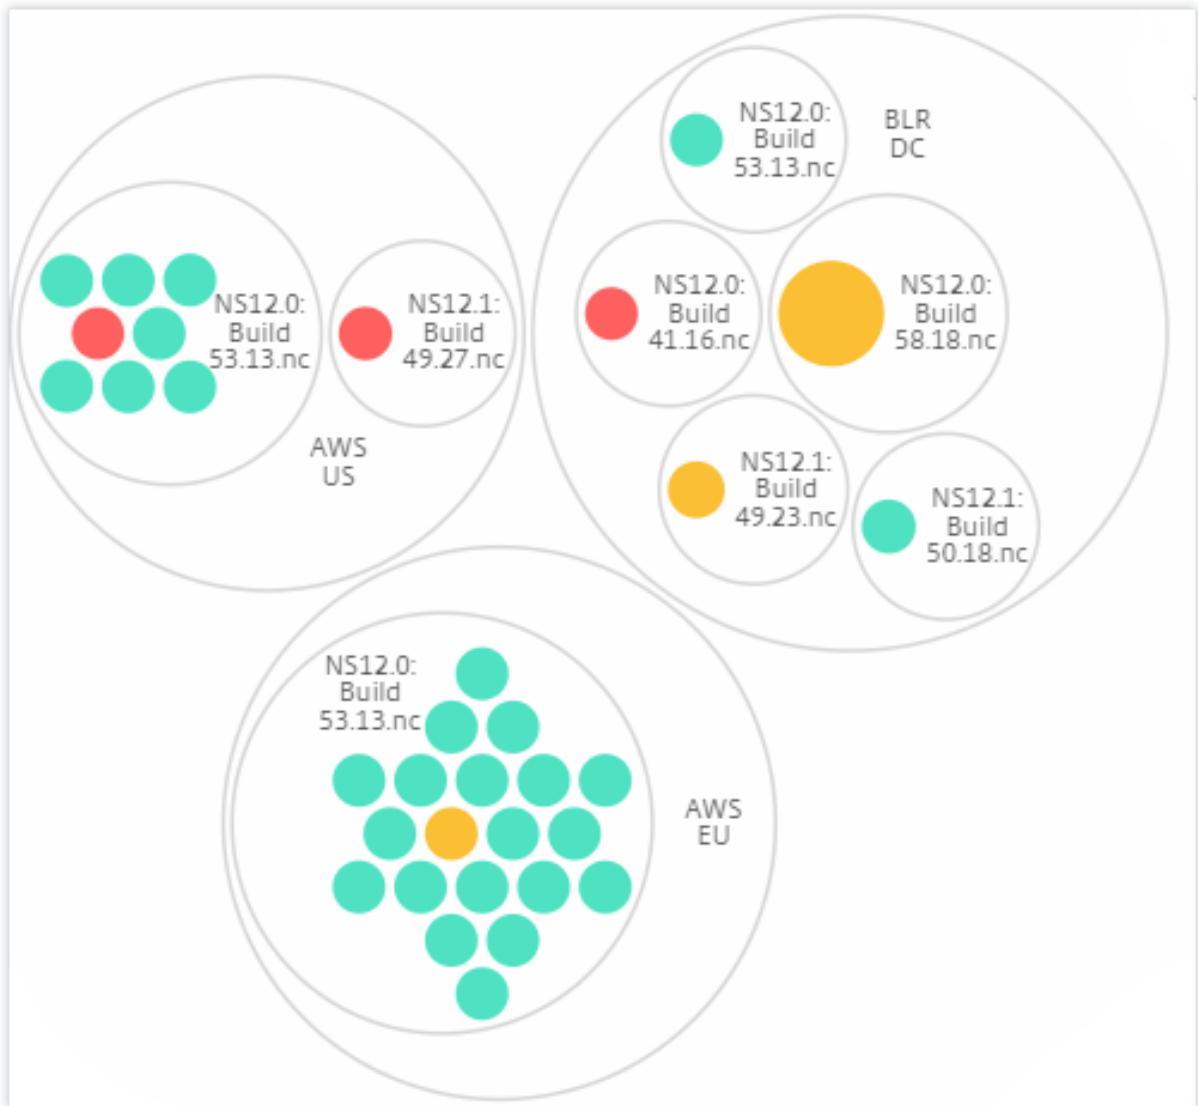 NS12.0:
Build
53.13.nc
NS12.1:
Build
49.27.nc
AWS
US
NS12.0:
Build
53.13.nc
BLR
DC
NS12.0:
Build
41.16.nc
NS12.0:
Build
58.18.nc
NS12.1:
Build
49.23.nc
NS12.1:
Build
50.18.nc
NS12.0:
Build
53.13.nc
AWS
EU